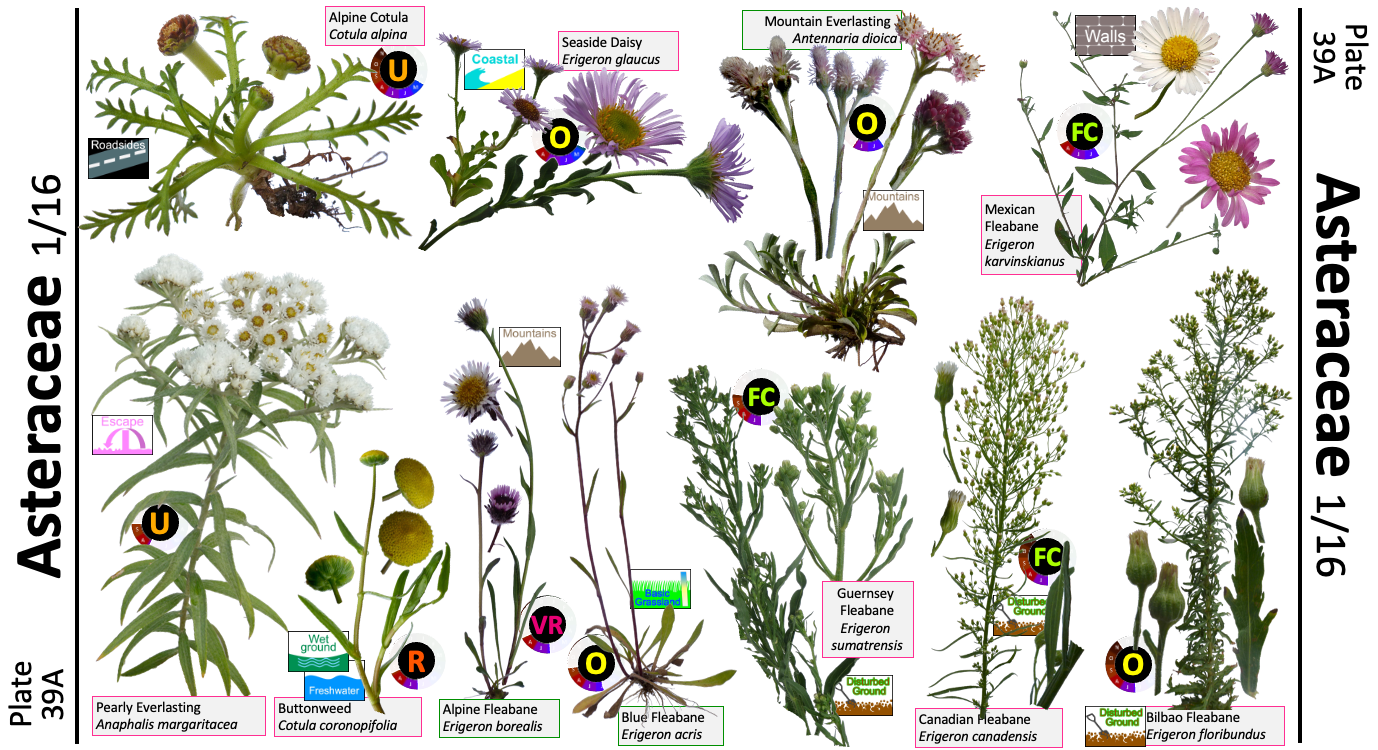 Plate
39A
Asteraceae 1/16
Alpine Cotula
Cotula alpina
U
Roadsides
Coastal
Seaside Daisy
Erigeron glaucus
O
Mountain Everlasting
Antennaria dioica
O
Mountains
Walls
FC
Mexican
Fleabane
Erigeron
karvinskianus
Plate
39A
Asteraceae 1/16
Escape
U
Pearly Everlasting
Anaphalis margaritacea
Wet
ground
Freshwater
R
Buttonweed
Cotula coronopifolia
Mountains
VR
Alpine Fleabane
Erigeron borealis
Basic
Grassland
O
Blue Fleabane
Erigeron acris
FC
Guernsey
Fleabane
Erigeron
sumatrensis
Disturbed
Ground
FC
Disturbed
Ground
Canadian Fleabane
Erigeron canadensis
O
Disturbed
Ground
Bilbao Fleabane
Erigeron floribundus